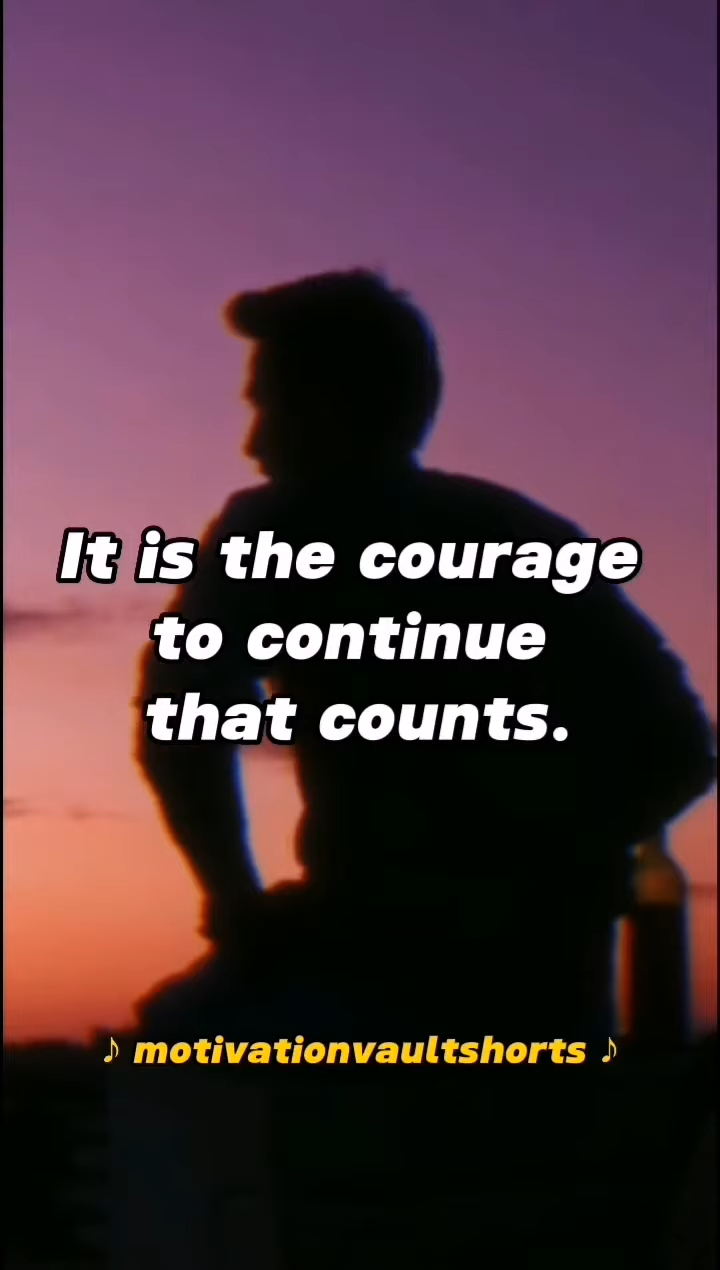 It is the courage
to continue
that counts.
♪ motivationvaultshorts ♪